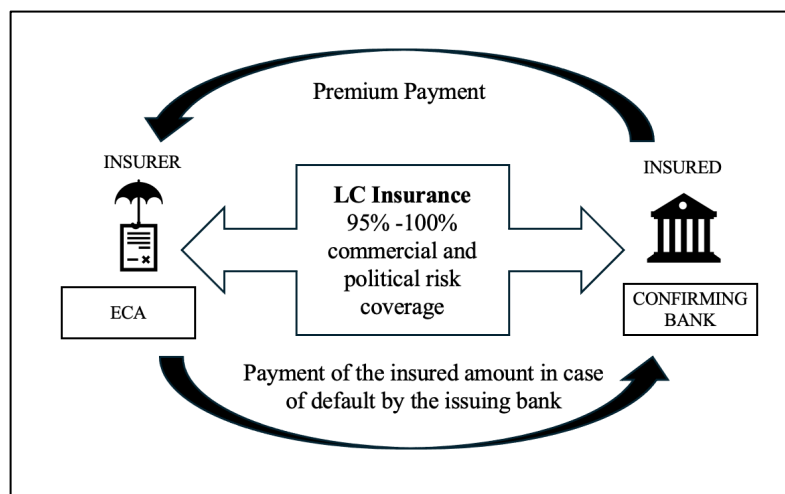 Premium Payment
INSURER
INSURED
LC Insurance
95% -100%
commercial and
political risk
coverage
ECA
CONFIRMING
BANK
Payment of the insured amount in case
of default by the issuing bank